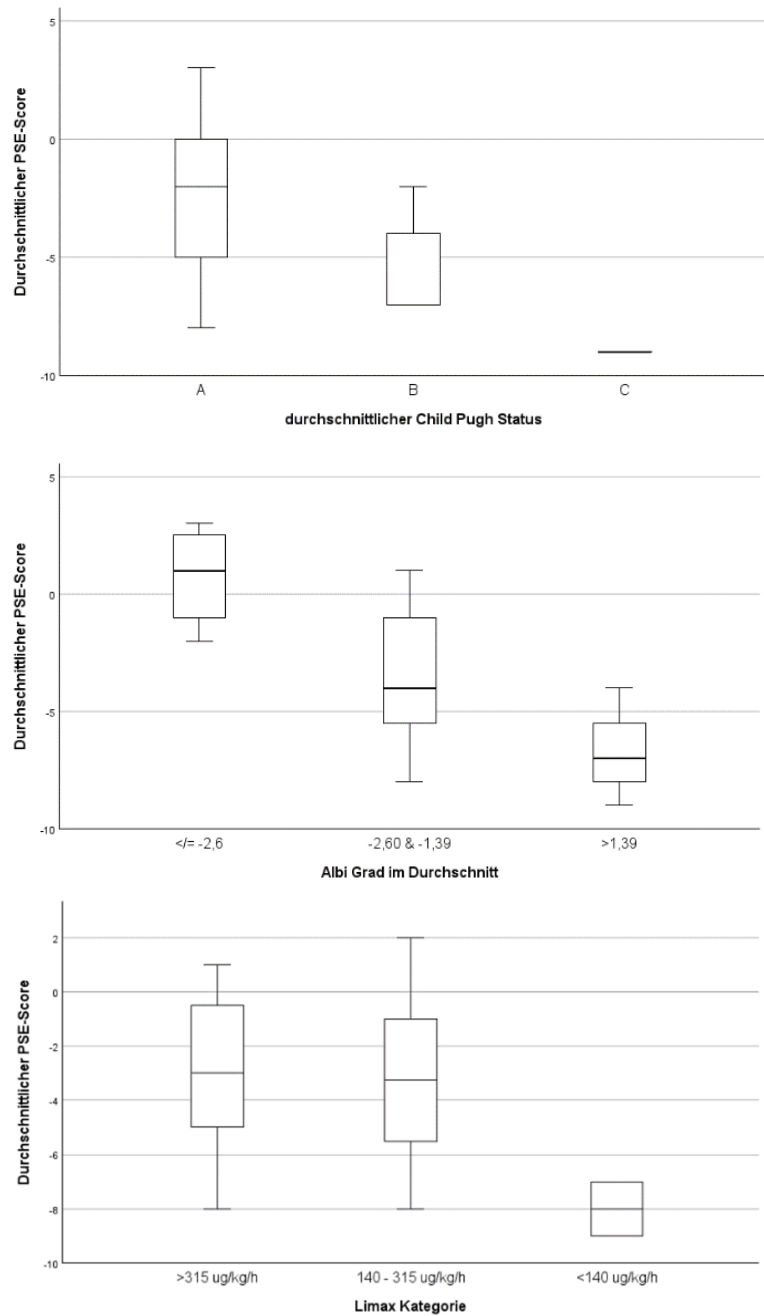 Durchschnittlicher PSE-Score
5
0
-5
-10
A B C
durchschnittlicher Child Pugh Status
Durchschnittlicher PSE-Score
5
0
-5
-10
</= -2,6 -2,60 & -1,39 >1,39
Albi Grad im Durchschnitt
Durchschnittlicher PSE-Score
2
0
-2
-4
-6
-8
-10
>315 ug/kg/h 140 - 315 ug/kg/h <140 ug/kg/h
Limax Kategorie